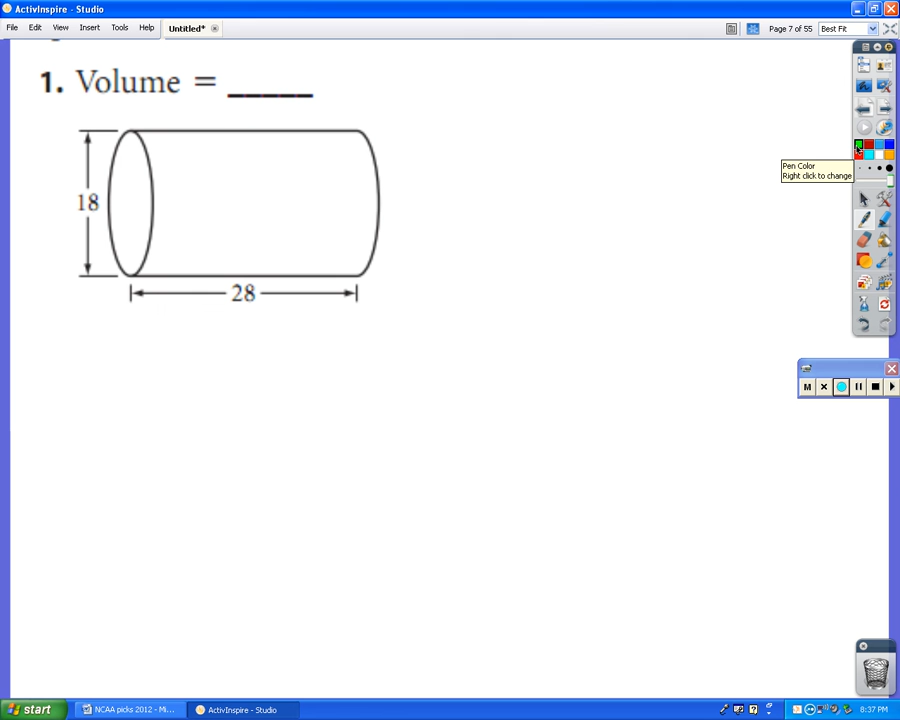 ActivInspire - Studio
File Edit View Insert Tools Help Untitled* Page 7 of 55 Best Fit
1. Volume = _____
Pen Color
Right click to change
18
28
M
start NCAA picks 2012 - Mi... ActivInspire - Studio 8:37 PM